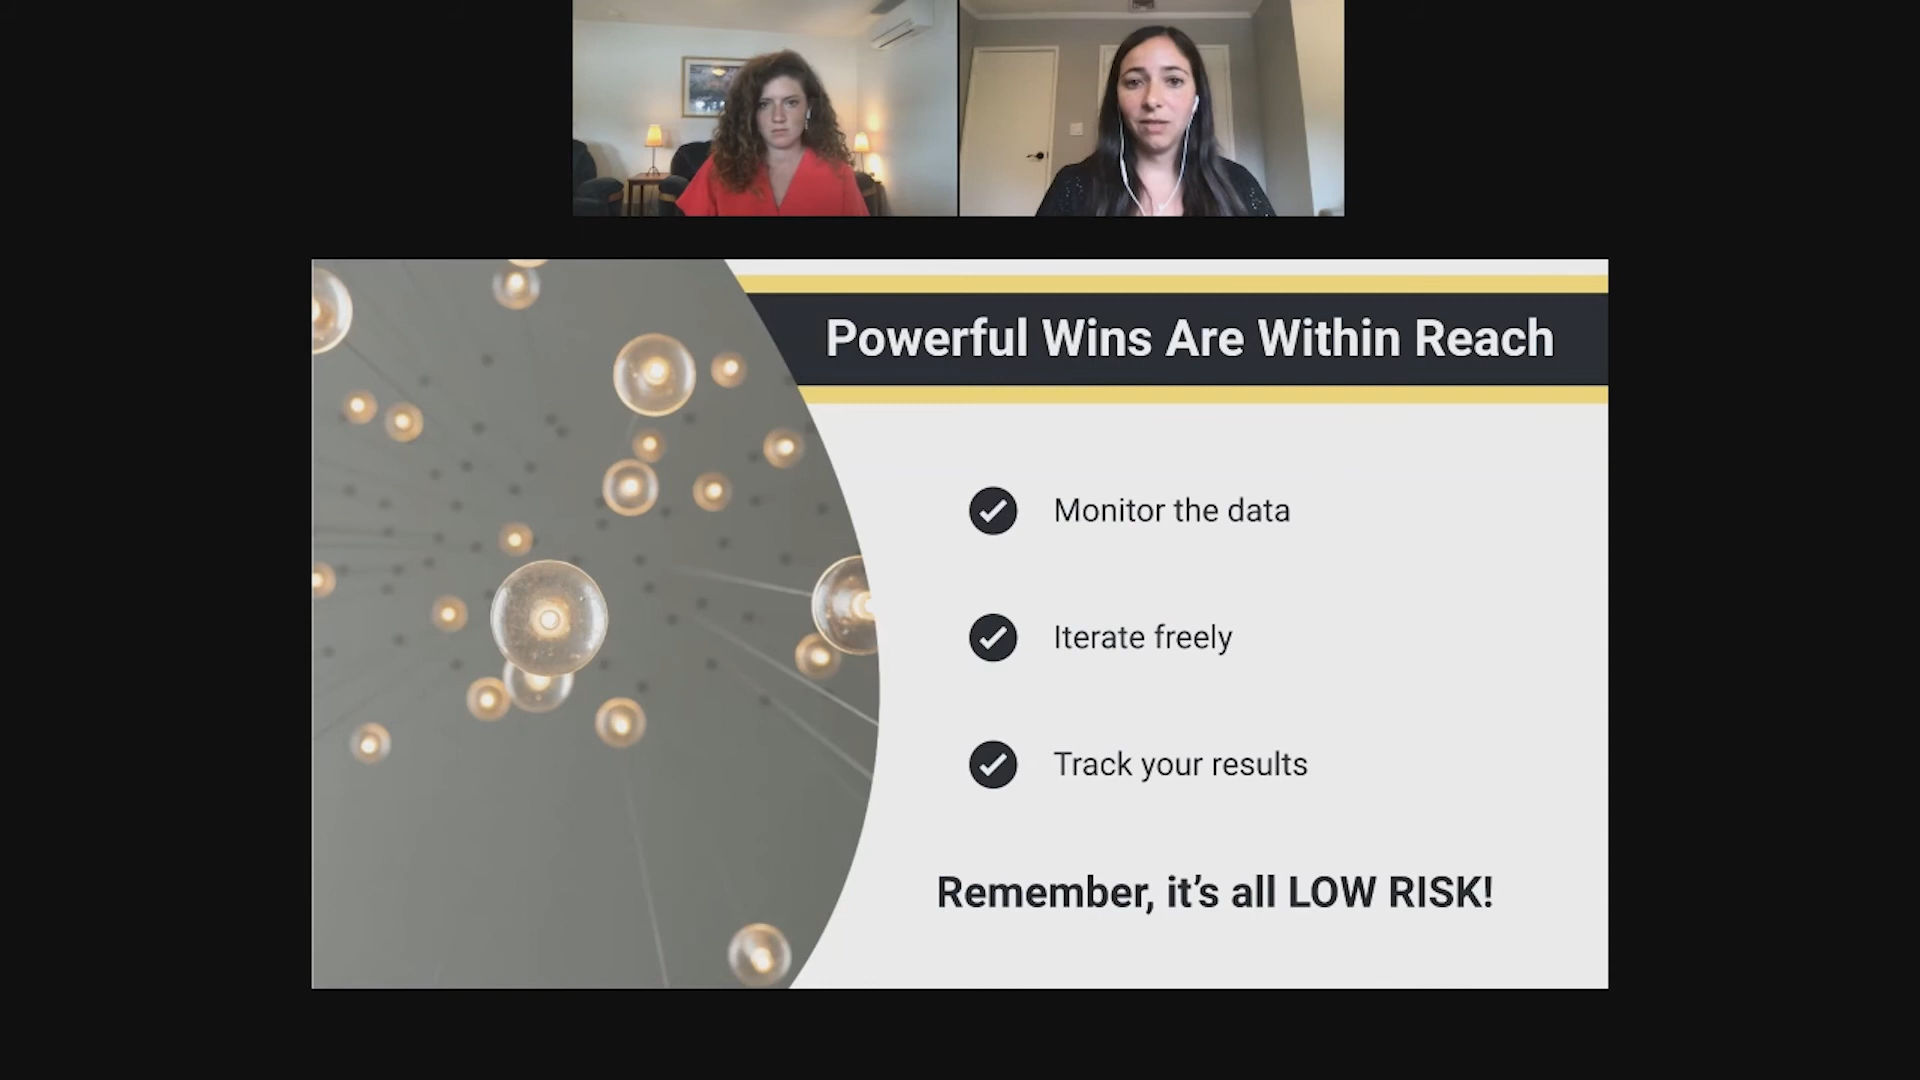 Powerful Wins Are Within Reach
Monitor the data
Iterate freely
Track your results
Remember, it’s all LOW RISK!